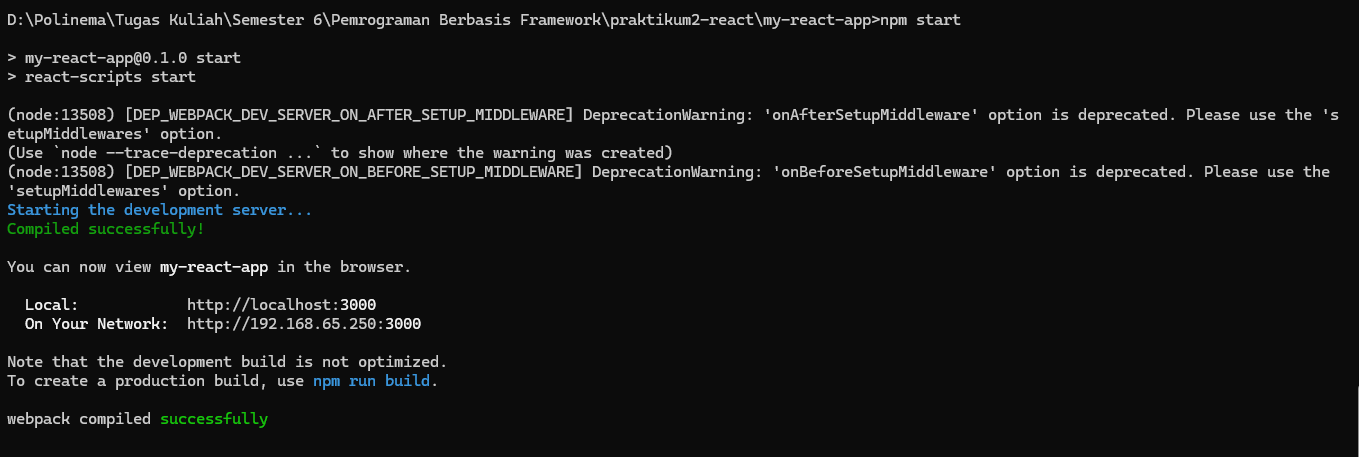 D:\Polinema\Tugas Kuliah\Semester 6\Pemrograman Berbasis Framework\praktikum2-react\my-react-app>npm start
> my-react-app@0.1.0 start
> react-scripts start
(node:13508) [DEP_WEBPACK_DEV_SERVER_ON_AFTER_SETUP_MIDDLEWARE] DeprecationWarning: 'onAfterSetupMiddleware' option is deprecated. Please use the 's
etupMiddlewares' option.
(Use `node --trace-deprecation ...` to show where the warning was created)
(node:13508) [DEP_WEBPACK_DEV_SERVER_ON_BEFORE_SETUP_MIDDLEWARE] DeprecationWarning: 'onBeforeSetupMiddleware' option is deprecated. Please use the
'setupMiddlewares' option.
Starting the development server...
Compiled successfully!
You can now view my-react-app in the browser.
Local:            http://localhost:3000
On Your Network:  http://192.168.65.250:3000
Note that the development build is not optimized.
To create a production build, use npm run build.
webpack compiled successfully